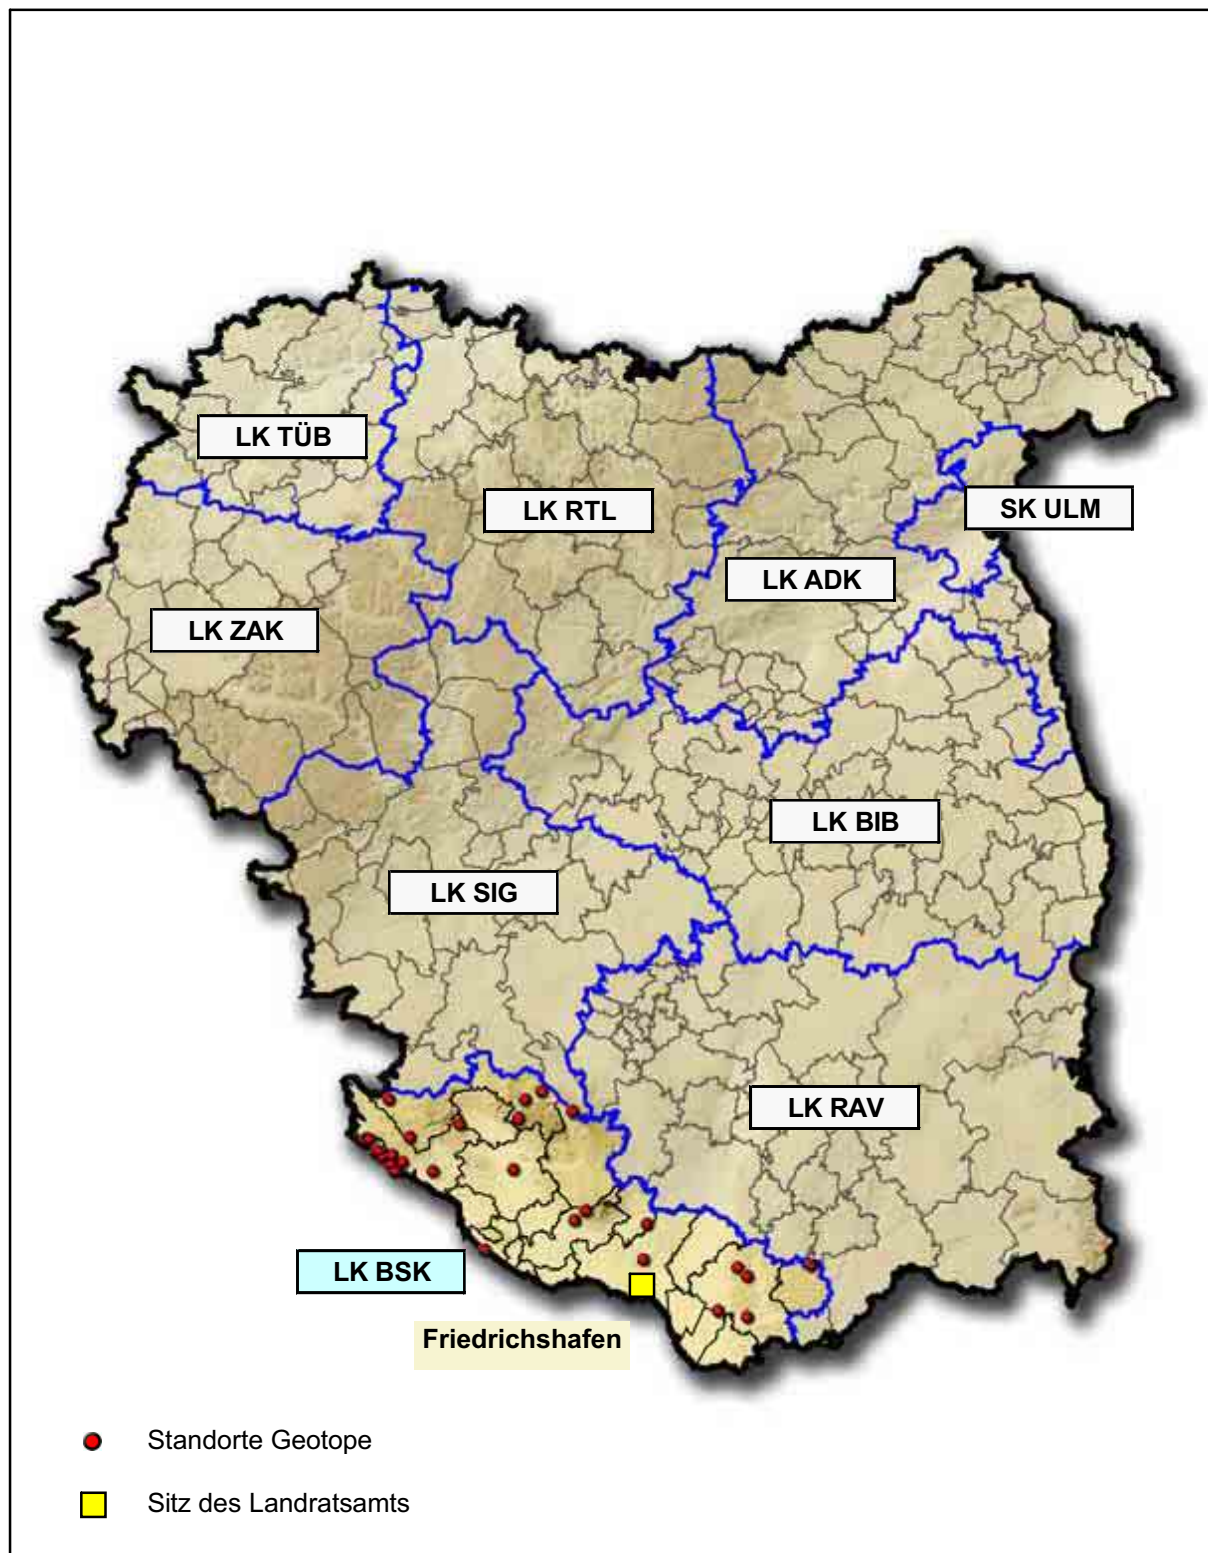 LK TÜB
LK RTL
SK ULM
LK ADK
LK ZAK
LK BIB
LK SIG
LK RAV
LK BSK
Friedrichshafen
Standorte Geotope
Sitz des Landratsamts